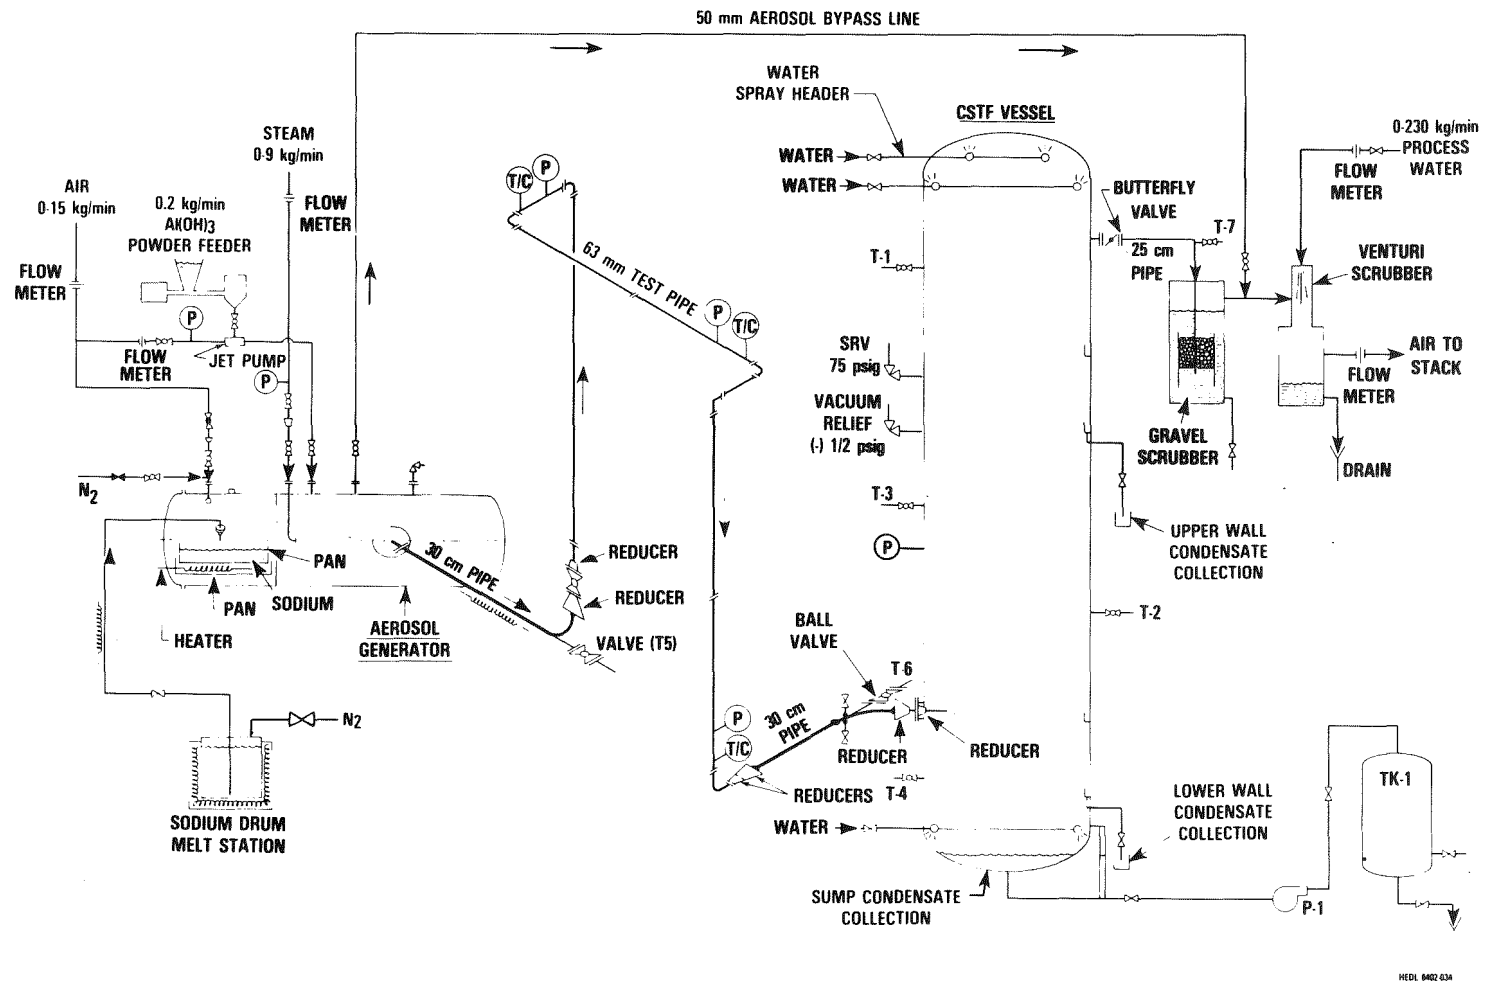 50 mm AEROSOL BYPASS LINE
WATER
SPRAY HEADER
CSTF VESSEL
STEAM
0-9 kg/min
WATER
WATER
0-230 kg/min
PROCESS
WATER
FLOW
METER
AIR
0-15 kg/min
0.2 kg/min
Al(OH)3
POWDER FEEDER
FLOW
METER
T/C
P
BUTTERFLY
VALVE
T-7
25 cm
PIPE
VENTURI
SCRUBBER
FLOW
METER
63 mm TEST PIPE
T-1
P
P
T/C
FLOW
METER
JET PUMP
P
SRV
75 psig
VACUUM
RELIEF
(-) 1/2 psig
AIR TO
STACK
FLOW
METER
GRAVEL
SCRUBBER
DRAIN
N2
T-3
P
UPPER WALL
CONDENSATE
COLLECTION
PAN
PAN
SODIUM
HEATER
30 cm PIPE
REDUCER
REDUCER
VALVE (T5)
AEROSOL
GENERATOR
T-2
BALL
VALVE
T-6
N2
P
T/C
30 cm
PIPE
REDUCER
REDUCER
REDUCERS
T-4
SODIUM DRUM
MELT STATION
WATER
LOWER WALL
CONDENSATE
COLLECTION
TK-1
SUMP CONDENSATE
COLLECTION
P-1
HEDL 8402-034